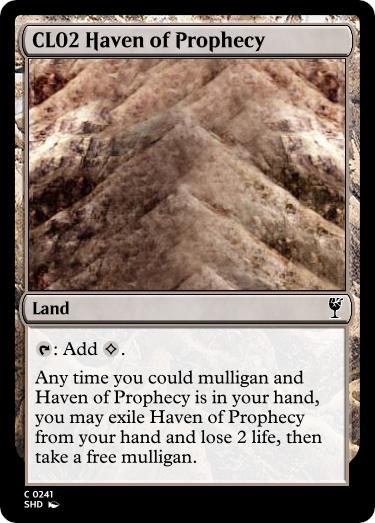 CL02 Haven of Prophecy
Land
: Add .
Any time you could mulligan and
Haven of Prophecy is in your hand,
you may exile Haven of Prophecy
from your hand and lose 2 life, then
take a free mulligan.
C 0241
SHD